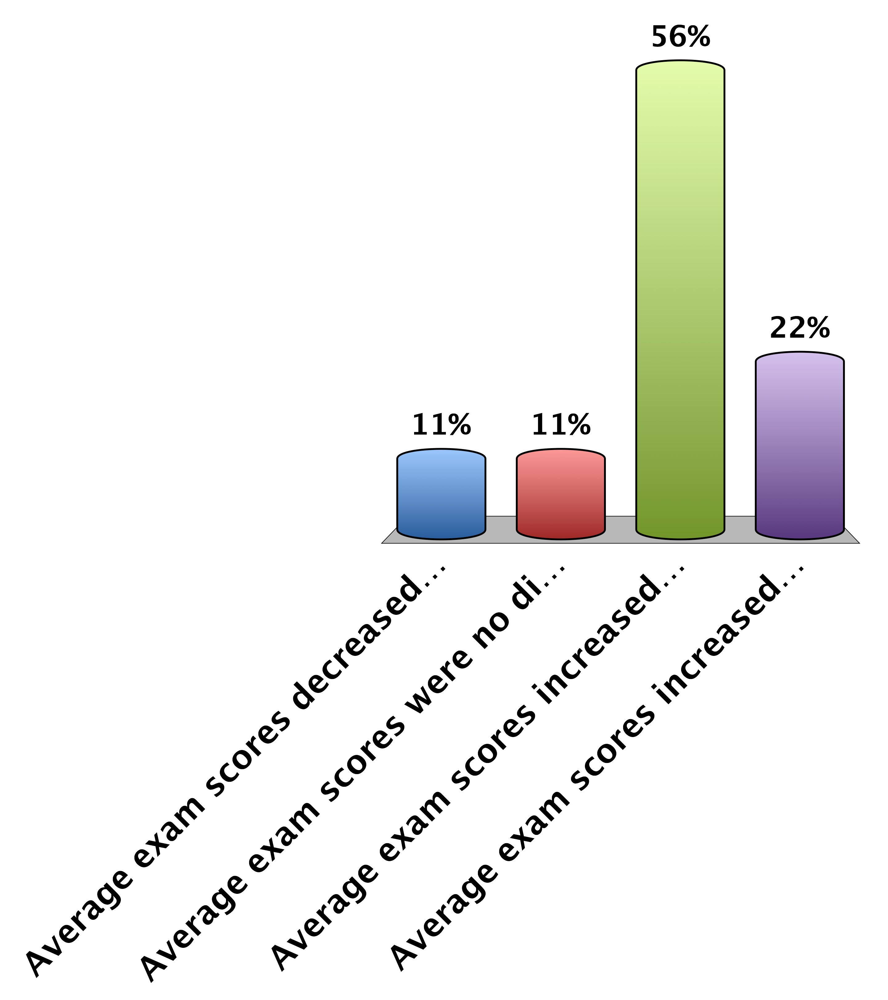 56%
22%
11%
11%
Average exam scores decreased...
Average exam scores were no di...
Average exam scores increased...
Average exam scores increased...